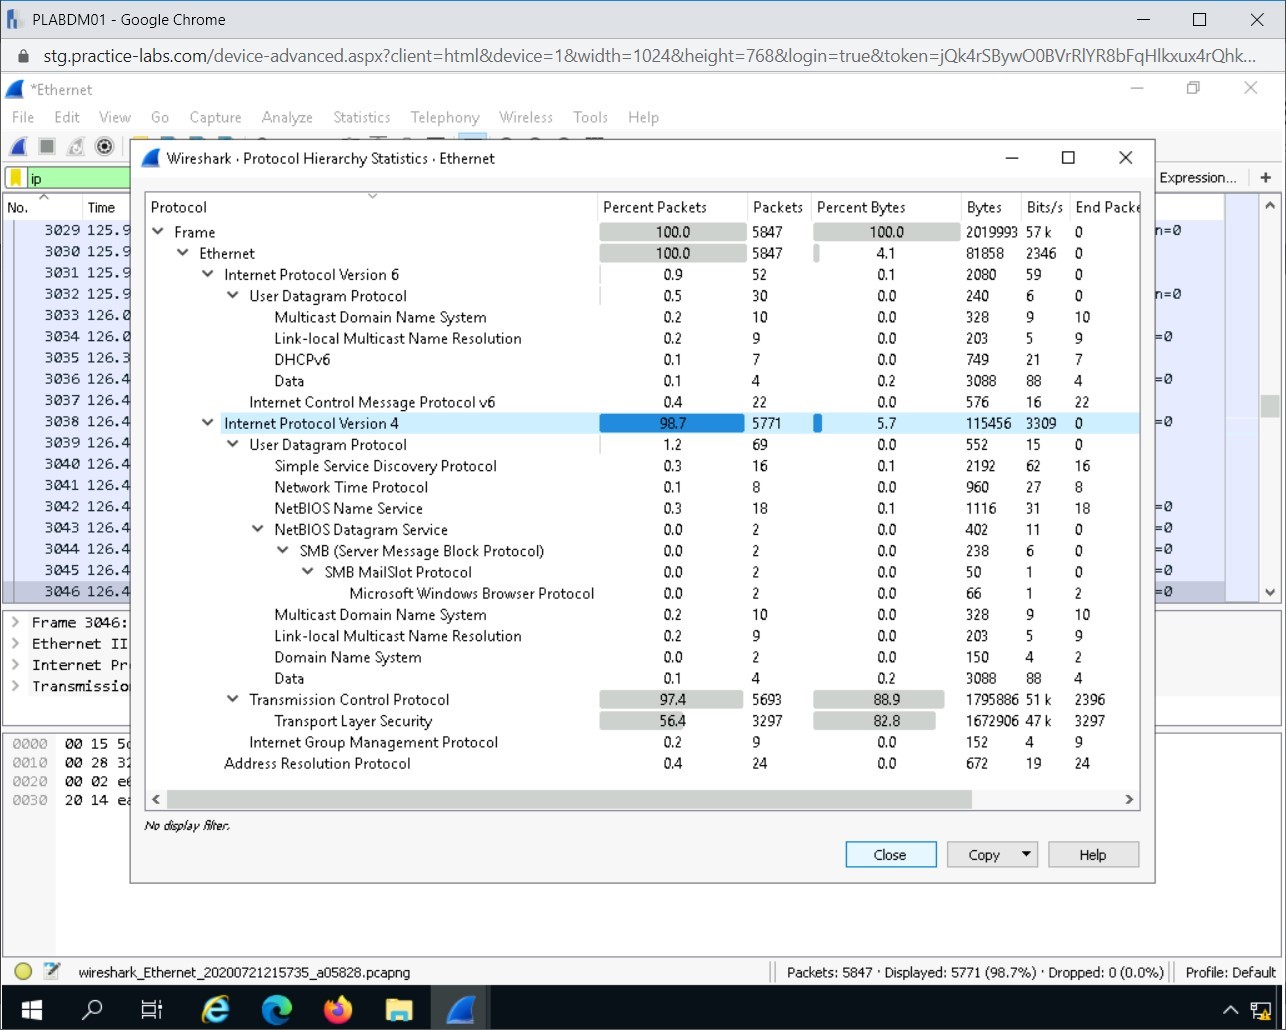 PLABDM01 - Google Chrome
stg.practice-labs.com/device-advanced.aspx?client=html&device=1&width=1024&height=768&login=true&token=jQk4rSBywO0BVrRlYR8bFqHlkxux4rQhk...
*Ethernet
File Edit View Go Capture Analyze Statistics Telephony Wireless Tools Help
Wireshark · Protocol Hierarchy Statistics · Ethernet
ip
Expression... +
No. Time
Protocol Percent Packets Packets Percent Bytes Bytes Bits/s End Packe
Frame 100.0 5847 100.0 2019993 57 k 0
Ethernet 100.0 5847 4.1 81858 2346 0
Internet Protocol Version 6 0.9 52 0.1 2080 59 0
User Datagram Protocol 0.5 30 0.0 240 6 0
Multicast Domain Name System 0.2 10 0.0 328 9 10
Link-local Multicast Name Resolution 0.2 9 0.0 203 5 9
DHCPv6 0.1 7 0.0 749 21 7
Data 0.1 4 0.2 3088 88 4
Internet Control Message Protocol v6 0.4 22 0.0 576 16 22
Internet Protocol Version 4 98.7 5771 5.7 115456 3309 0
User Datagram Protocol 1.2 69 0.0 552 15 0
Simple Service Discovery Protocol 0.3 16 0.1 2192 62 16
Network Time Protocol 0.1 8 0.0 960 27 8
NetBIOS Name Service 0.3 18 0.1 1116 31 18
NetBIOS Datagram Service 0.0 2 0.0 402 11 0
SMB (Server Message Block Protocol) 0.0 2 0.0 238 6 0
SMB MailSlot Protocol 0.0 2 0.0 50 1 0
Microsoft Windows Browser Protocol 0.0 2 0.0 66 1 2
Multicast Domain Name System 0.2 10 0.0 328 9 10
Link-local Multicast Name Resolution 0.2 9 0.0 203 5 9
Domain Name System 0.0 2 0.0 150 4 2
Data 0.1 4 0.2 3088 88 4
Transmission Control Protocol 97.4 5693 88.9 1795886 51 k 2396
Transport Layer Security 56.4 3297 82.8 1672906 47 k 3297
Internet Group Management Protocol 0.2 9 0.0 152 4 9
Address Resolution Protocol 0.4 24 0.0 672 19 24
No display filter.
Close Copy Help
3029 125.9 n=0
3030 125.9
3031 125.9
3032 125.9 n=0
3033 126.0
3034 126.0 =0
3035 126.3
3036 126.4 =0
3037 126.4
3038 126.4 =0
3039 126.4
3040 126.4
3041 126.4
3042 126.4 =0
3043 126.4 =0
3044 126.4 =0
3045 126.4 =0
3046 126.4 =0
Frame 3046:
Ethernet II
Internet Pr
Transmissio
0000 00 15 5
0010 00 28 32
0020 00 02 e
0030 20 14 ea
wireshark_Ethernet_20200721215735_a05828.pcapng
Packets: 5847 · Displayed: 5771 (98.7%) · Dropped: 0 (0.0%) Profile: Default